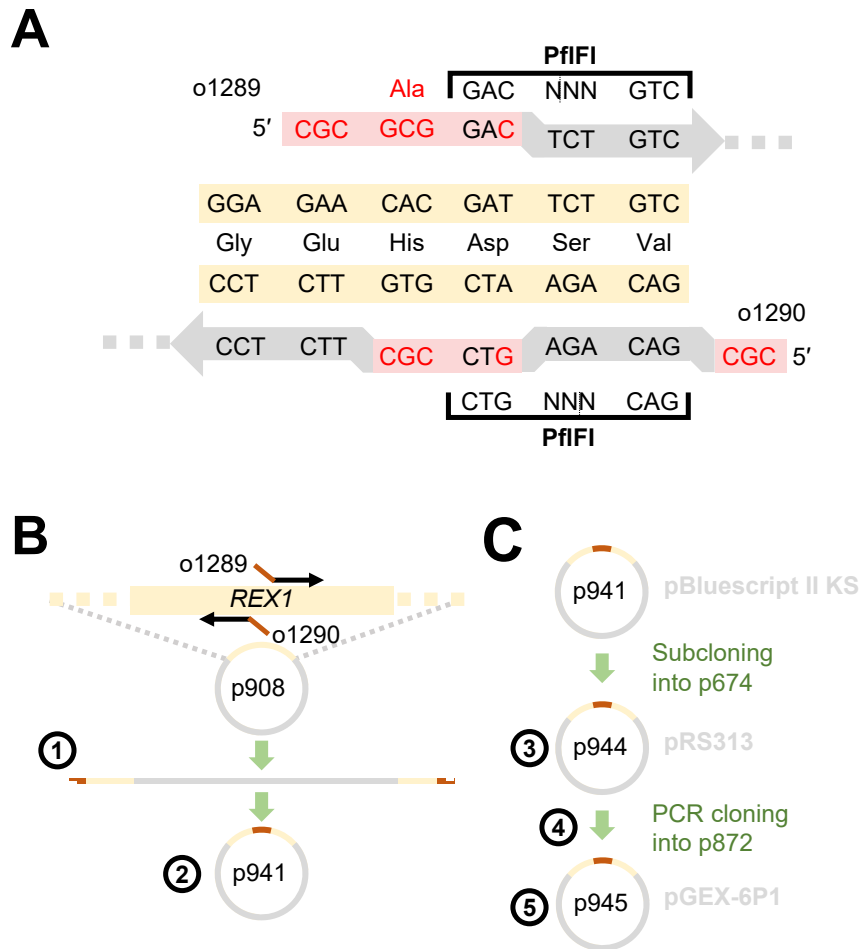 A
PflFI
o1289 Ala GAC NNN GTC
5′ CGC GCG GAC TCT GTC
GGA GAA CAC GAT TCT GTC
Gly Glu His Asp Ser Val
CCT CTT GTG CTA AGA CAG
o1290
CCT CTT CGC CTG AGA CAG CGC 5′
CTG NNN CAG
PflFI
B
o1289
REX1
o1290
p908
1
2
p941
C
p941 pBluescript II KS
Subcloning
into p674
3 p944 pRS313
4 PCR cloning
into p872
5 p945 pGEX-6P1